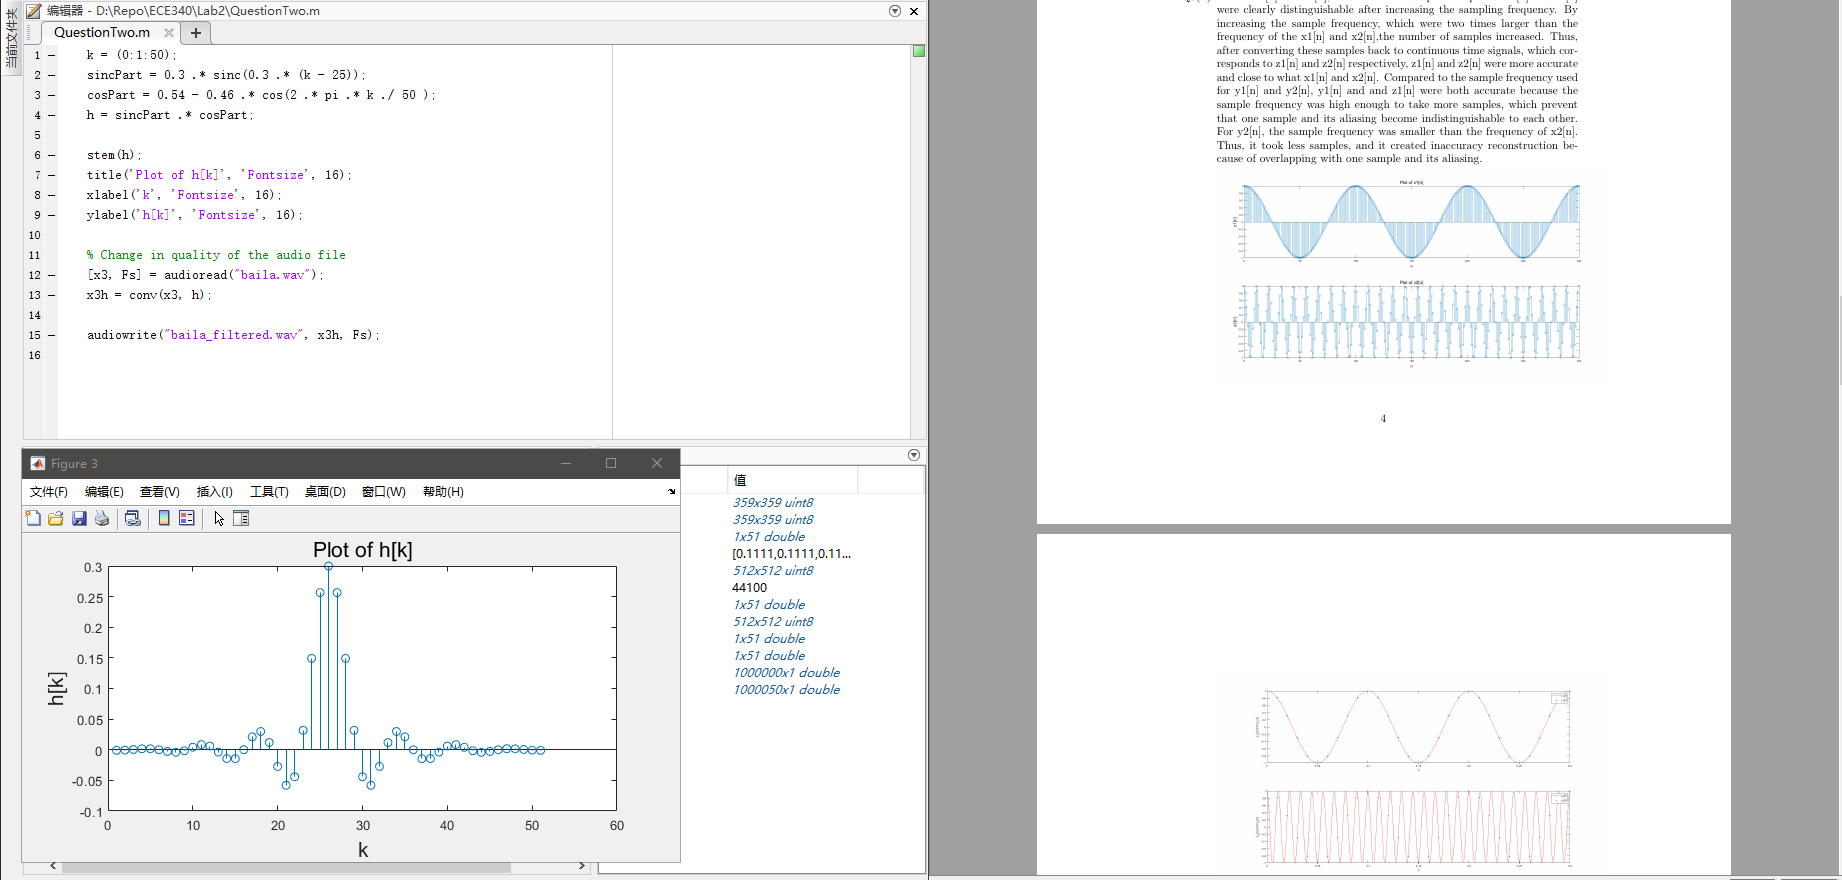 当前文件夹
编辑器 - D:\Repo\ECE340\Lab2\QuestionTwo.m
QuestionTwo.m
1 – k = (0:1:50);
2 – sincPart = 0.3 .* sinc(0.3 .* (k - 25));
3 – cosPart = 0.54 - 0.46 .* cos(2 .* pi .* k ./ 50 );
4 – h = sincPart .* cosPart;
5
6 – stem(h);
7 – title('Plot of h[k]', 'Fontsize', 16);
8 – xlabel('k', 'Fontsize', 16);
9 – ylabel('h[k]', 'Fontsize', 16);
10
11 % Change in quality of the audio file
12 – [x3, Fs] = audioread("baila.wav");
13 – x3h = conv(x3, h);
14
15 – audiowrite("baila_filtered.wav", x3h, Fs);
16
Figure 3
文件(F) 编辑(E) 查看(V) 插入(I) 工具(T) 桌面(D) 窗口(W) 帮助(H)
Plot of h[k]
0.3
0.25
0.2
0.15
0.1
0.05
0
-0.05
-0.1
h[k]
0 10 20 30 40 50 60
k
值
359x359 uint8
359x359 uint8
1x51 double
[0.1111,0.1111,0.11...
512x512 uint8
44100
1x51 double
512x512 uint8
1x51 double
1x51 double
1000000x1 double
1000050x1 double
were clearly distinguishable after increasing the sampling frequency. By
increasing the sample frequency, which were two times larger than the
frequency of the x1[n] and x2[n],the number of samples increased. Thus,
after converting these samples back to continuous time signals, which cor-
responds to z1[n] and z2[n] respectively, z1[n] and z2[n] were more accurate
and close to what x1[n] and x2[n]. Compared to the sample frequency used
for y1[n] and y2[n], y1[n] and and z1[n] were both accurate because the
sample frequency was high enough to take more samples, which prevent
that one sample and its aliasing become indistinguishable to each other.
For y2[n], the sample frequency was smaller than the frequency of x2[n].
Thus, it took less samples, and it created inaccuracy reconstruction be-
cause of overlapping with one sample and its aliasing.
Plot of z1[n]
Plot of z2[n]
4